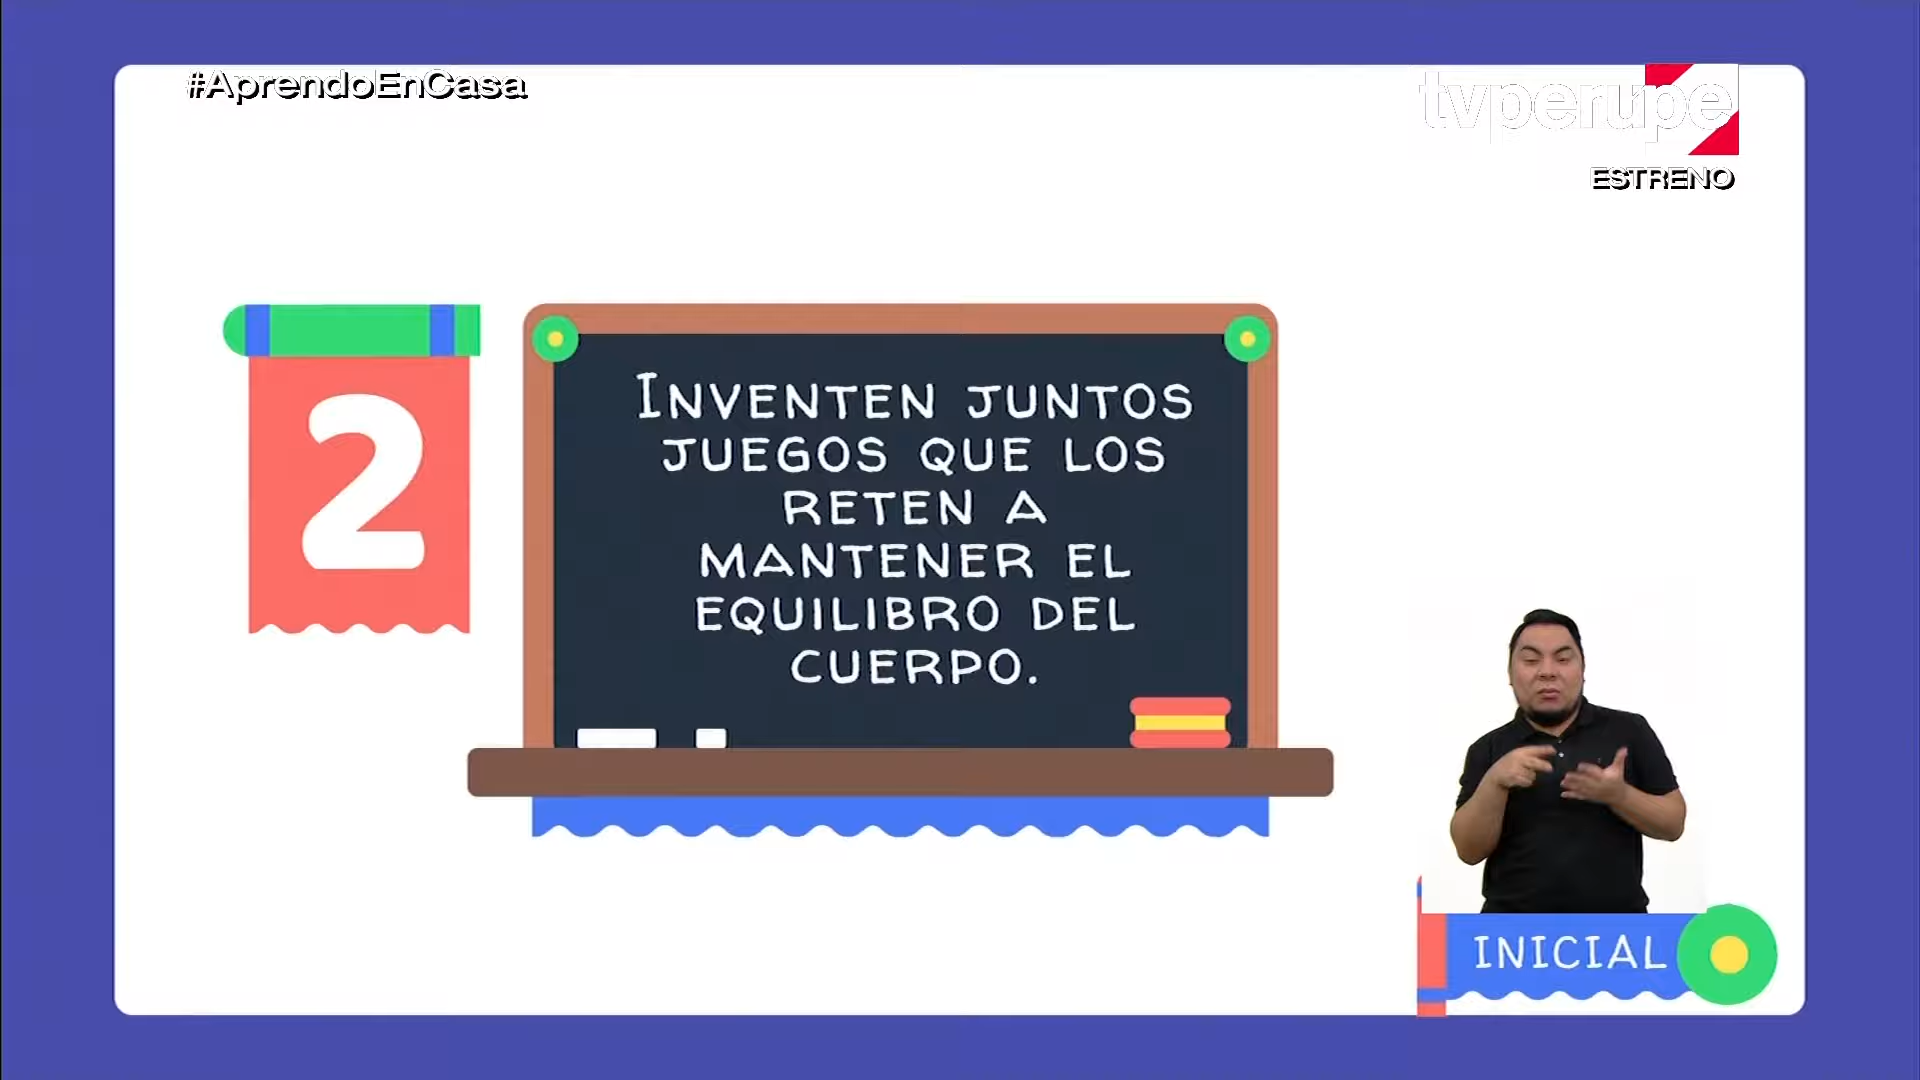 #AprendoEnCasa
tvperupe
ESTRENO
2
INVENTEN JUNTOS
JUEGOS QUE LOS
RETEN A
MANTENER EL
EQUILIBRO DEL
CUERPO.
INICIAL